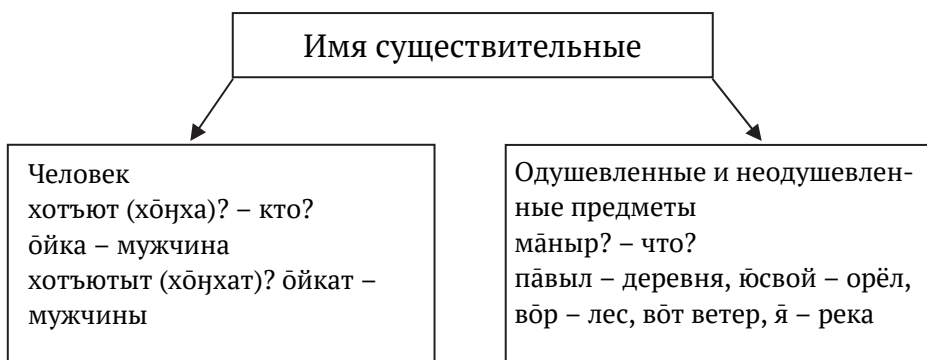 Имя существительные
Человек
хотъют (хо̄ӈха)? – кто?
о̄йка – мужчина
хотъютыт (хо̄ӈхат)? о̄йкат –
мужчины
Одушевленные и неодушевлен-
ные предметы
ма̄ныр? – что?
па̄выл – деревня, ю̄свой – орёл,
во̄р – лес, во̄т ветер, я̄ – река